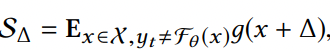 𝒮_Δ = 𝐄_{x∈𝒳, y_t≠ℱ_θ(x)} g(x + Δ),